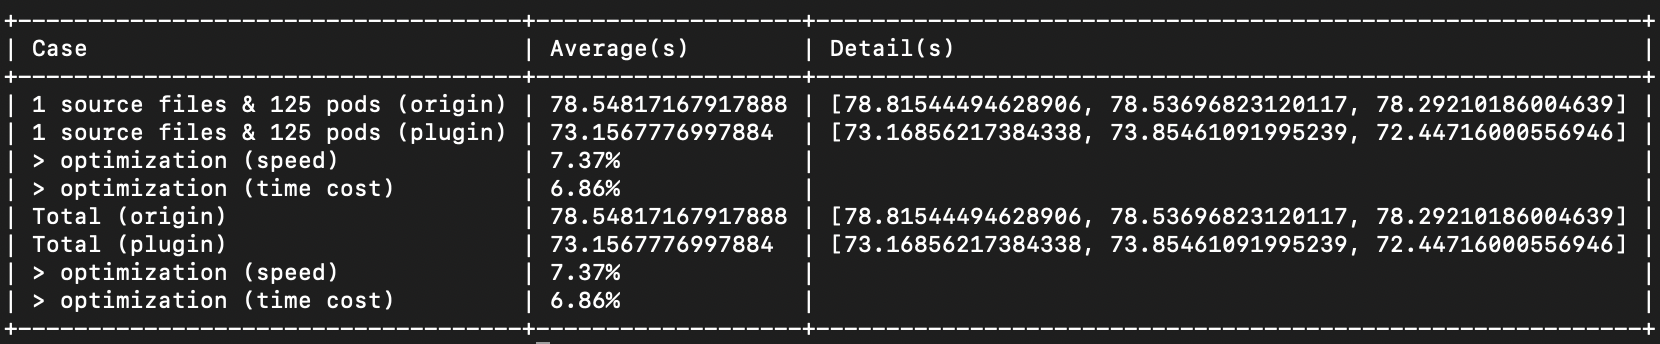 Case Average(s) Detail(s)
1 source files & 125 pods (origin) 78.54817167917888 [78.81544494628906, 78.53696823120117, 78.29210186004639]
1 source files & 125 pods (plugin) 73.1567776997884 [73.16856217384338, 73.85461091995239, 72.44716000556946]
> optimization (speed) 7.37%
> optimization (time cost) 6.86%
Total (origin) 78.54817167917888 [78.81544494628906, 78.53696823120117, 78.29210186004639]
Total (plugin) 73.1567776997884 [73.16856217384338, 73.85461091995239, 72.44716000556946]
> optimization (speed) 7.37%
> optimization (time cost) 6.86%